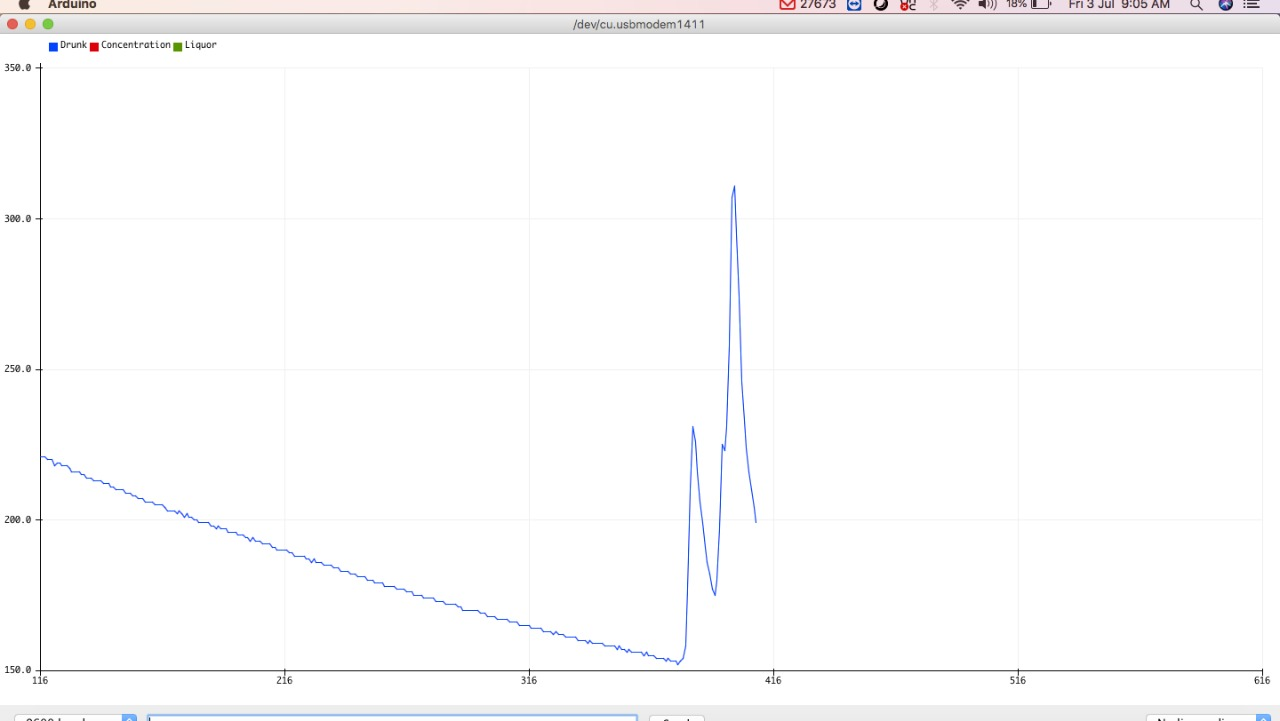 Arduino 27673 18% Fri 3 Jul 9:05 AM
/dev/cu.usbmodem1411
Drunk Concentration Liquor
350.0
300.0
250.0
200.0
150.0
116 216 316 416 516 616